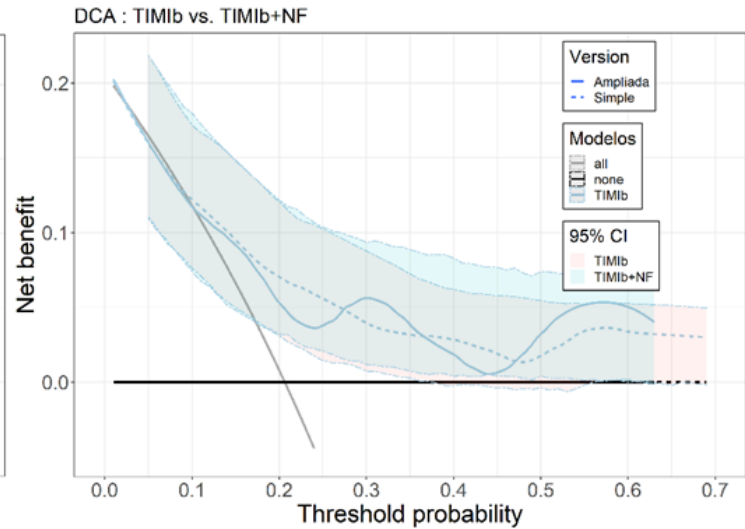 DCA : TIMIb vs. TIMIb+NF
Version
Ampliada
Simple
Modelos
all
none
TIMIb
95% CI
TIMIb
TIMIb+NF
Net benefit
0.2
0.1
0.0
0.0 0.1 0.2 0.3 0.4 0.5 0.6 0.7
Threshold probability